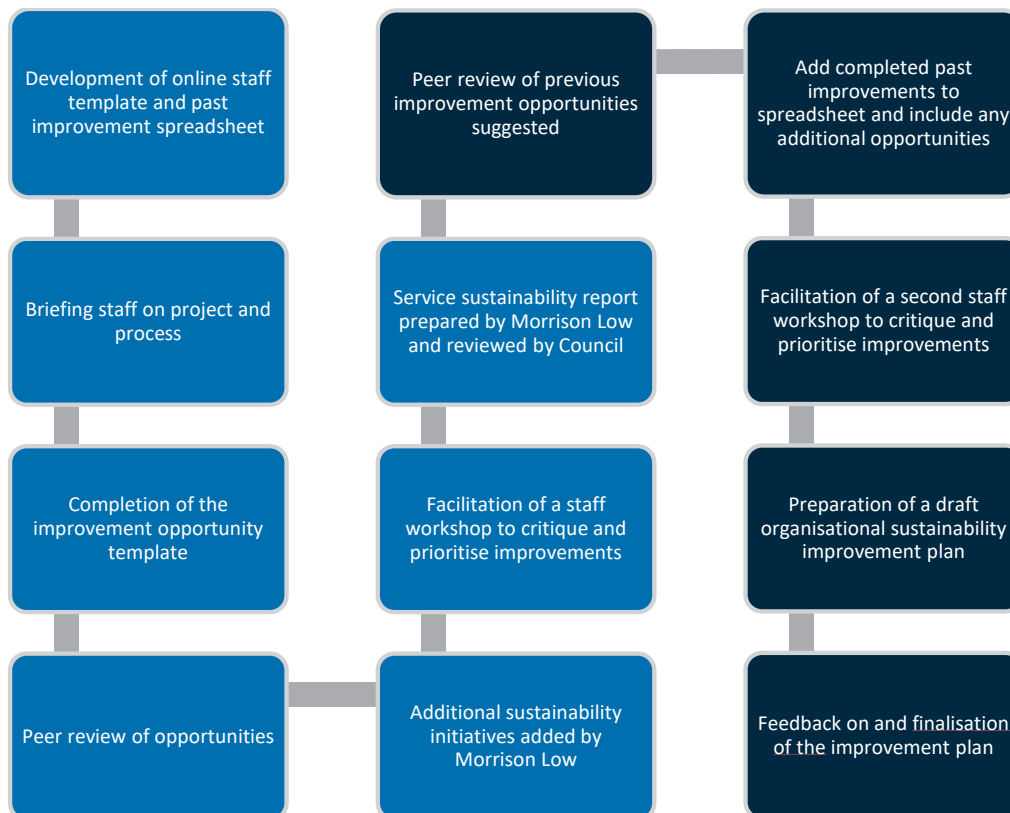 Development of online staff
template and past
improvement spreadsheet
Briefing staff on project and
process
Completion of the
improvement opportunity
template
Peer review of opportunities
Additional sustainability
initiatives added by
Morrison Low
Facilitation of a staff
workshop to critique and
prioritise improvements
Service sustainability report
prepared by Morrison Low
and reviewed by Council
Peer review of previous
improvement opportunities
suggested
Add completed past
improvements to
spreadsheet and include any
additional opportunities
Facilitation of a second staff
workshop to critique and
prioritise improvements
Preparation of a draft
organisational sustainability
improvement plan
Feedback on and finalisation
of the improvement plan